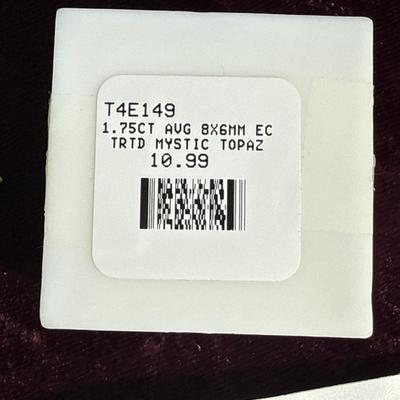 T4E149
1.75CT AVG 8X6MM EC
TRTD MYSTIC TOPAZ
10.99